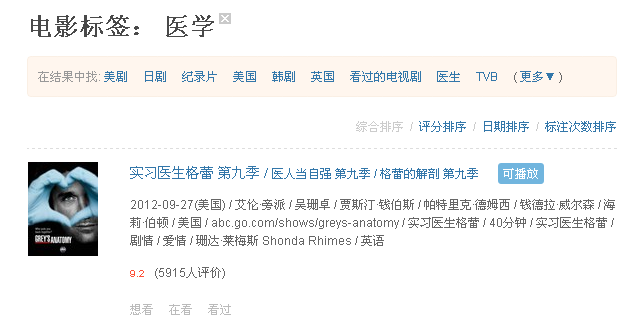 电影标签： 医学
在结果中找: 美剧 日剧 纪录片 美国 韩剧 英国 看过的电视剧 医生 TVB （更多▼）
综合排序 / 评分排序 / 日期排序 / 标注次数排序
实习医生格蕾 第九季 / 医人当自强 第九季 / 格蕾的解剖 第九季 可播放
2012-09-27(美国) / 艾伦·旁派 / 吴珊卓 / 贾斯汀·钱伯斯 / 帕特里克·德姆西 / 钱德拉·威尔森 / 海
莉·伯顿 / 美国 / abc.go.com/shows/greys-anatomy / 实习医生格蕾 / 40分钟 / 实习医生格蕾 /
剧情 / 爱情 / 珊达·莱梅斯 Shonda Rhimes / 英语
GREY'S ANATOMY
9.2 (5915人评价)
想看 在看 看过